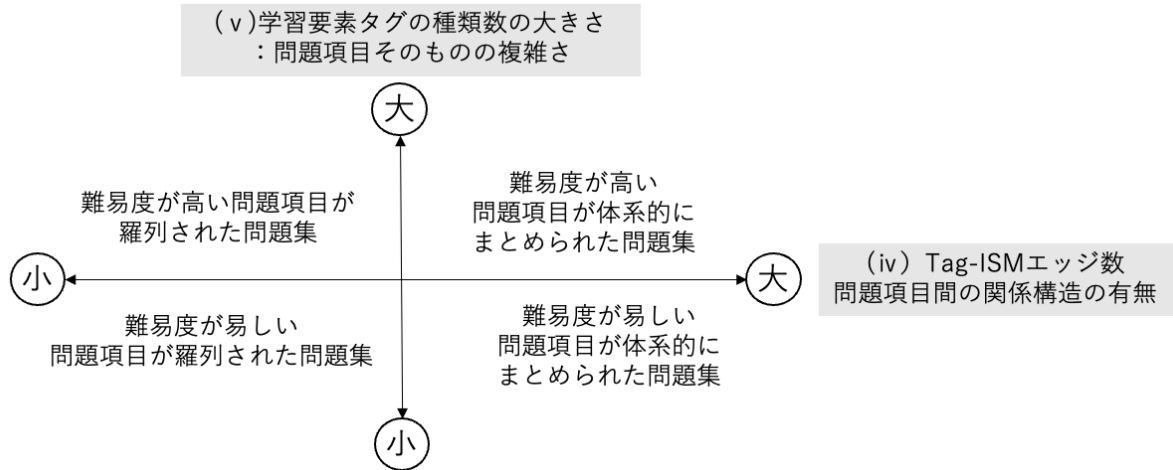 (ⅴ)学習要素タグの種類数の大きさ
：問題項目そのものの複雑さ
大
難易度が高い問題項目が
羅列された問題集
難易度が高い
問題項目が体系的に
まとめられた問題集
小
大
(ⅳ) Tag-ISMエッジ数
問題項目間の関係構造の有無
難易度が易しい
問題項目が羅列された問題集
難易度が易しい
問題項目が体系的に
まとめられた問題集
小